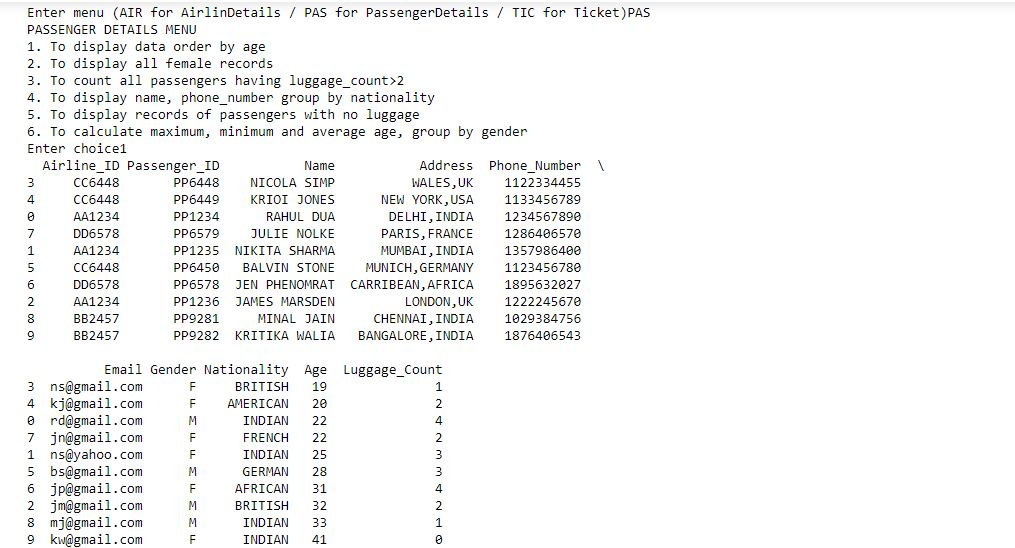 Enter menu (AIR for AirlinDetails / PAS for PassengerDetails / TIC for Ticket)PAS
PASSENGER DETAILS MENU
1. To display data order by age
2. To display all female records
3. To count all passengers having luggage_count>2
4. To display name, phone_number group by nationality
5. To display records of passengers with no luggage
6. To calculate maximum, minimum and average age, group by gender
Enter choice1
  Airline_ID Passenger_ID           Name           Address  Phone_Number  \
3     CC6448       PP6448    NICOLA SIMP          WALES,UK    1122334455
4     CC6448       PP6449    KRIOI JONES      NEW YORK,USA    1133456789
0     AA1234       PP1234      RAHUL DUA       DELHI,INDIA    1234567890
7     DD6578       PP6579    JULIE NOLKE      PARIS,FRANCE    1286406570
1     AA1234       PP1235  NIKITA SHARMA      MUMBAI,INDIA    1357986400
5     CC6448       PP6450   BALVIN STONE    MUNICH,GERMANY    1123456780
6     DD6578       PP6578  JEN PHENOMRAT  CARRIBEAN,AFRICA    1895632027
2     AA1234       PP1236  JAMES MARSDEN         LONDON,UK    1222245670
8     BB2457       PP9281     MINAL JAIN     CHENNAI,INDIA    1029384756
9     BB2457       PP9282  KRITIKA WALIA   BANGALORE,INDIA    1876406543
          Email Gender Nationality  Age  Luggage_Count
3  ns@gmail.com      F     BRITISH   19              1
4  kj@gmail.com      F    AMERICAN   20              2
0  rd@gmail.com      M      INDIAN   22              4
7  jn@gmail.com      F      FRENCH   22              2
1  ns@yahoo.com      F      INDIAN   25              3
5  bs@gmail.com      M      GERMAN   28              3
6  jp@gmail.com      F     AFRICAN   31              4
2  jm@gmail.com      M     BRITISH   32              2
8  mj@gmail.com      M      INDIAN   33              1
9  kw@gmail.com      F      INDIAN   41              0